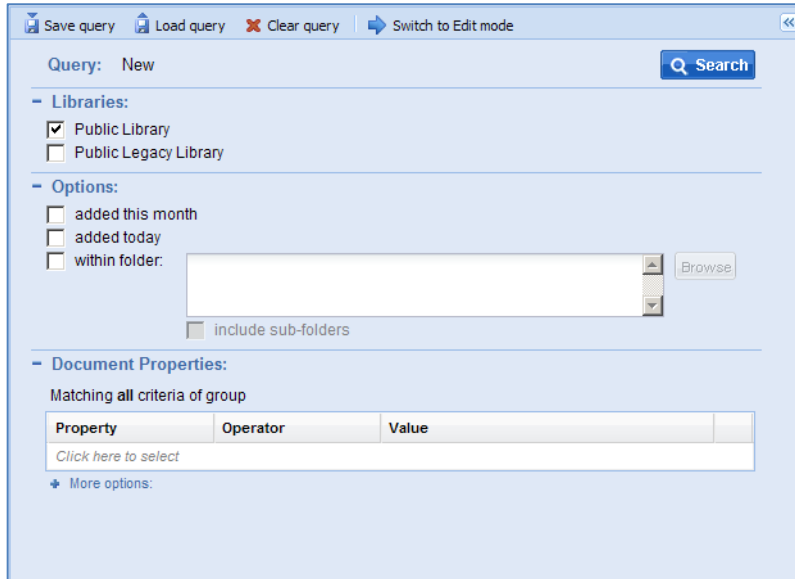 Save query Load query Clear query Switch to Edit mode
Query: New Search
Libraries:
Public Library
Public Legacy Library
Options:
added this month
added today
within folder: Browse
include sub-folders
Document Properties:
Matching all criteria of group
Property Operator Value
Click here to select
More options: